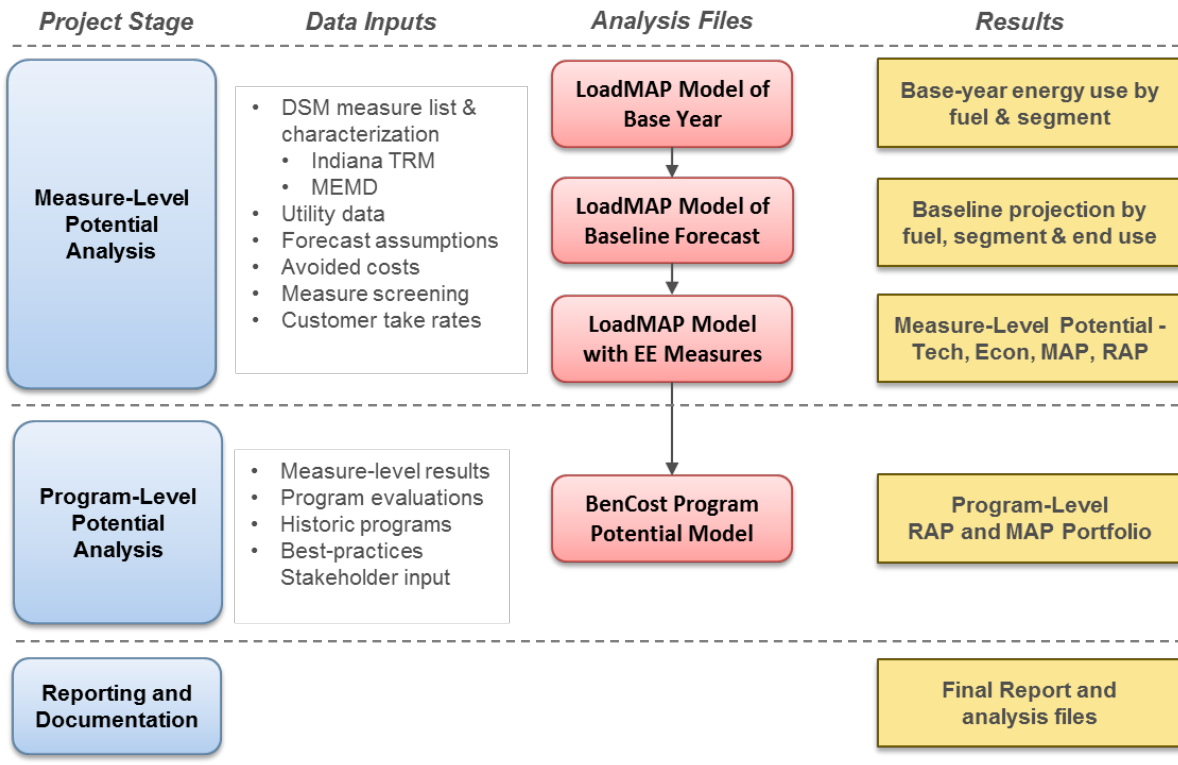 Project Stage
Data Inputs
Analysis Files
Results
Measure-Level
Potential
Analysis
• DSM measure list &
characterization
• Indiana TRM
• MEMD
• Utility data
• Forecast assumptions
• Avoided costs
• Measure screening
• Customer take rates
LoadMAP Model of
Base Year
LoadMAP Model of
Baseline Forecast
LoadMAP Model
with EE Measures
Base-year energy use by
fuel & segment
Baseline projection by
fuel, segment & end use
Measure-Level Potential -
Tech, Econ, MAP, RAP
Program-Level
Potential
Analysis
• Measure-level results
• Program evaluations
• Historic programs
• Best-practices
Stakeholder input
BenCost Program
Potential Model
Program-Level
RAP and MAP Portfolio
Reporting and
Documentation
Final Report and
analysis files